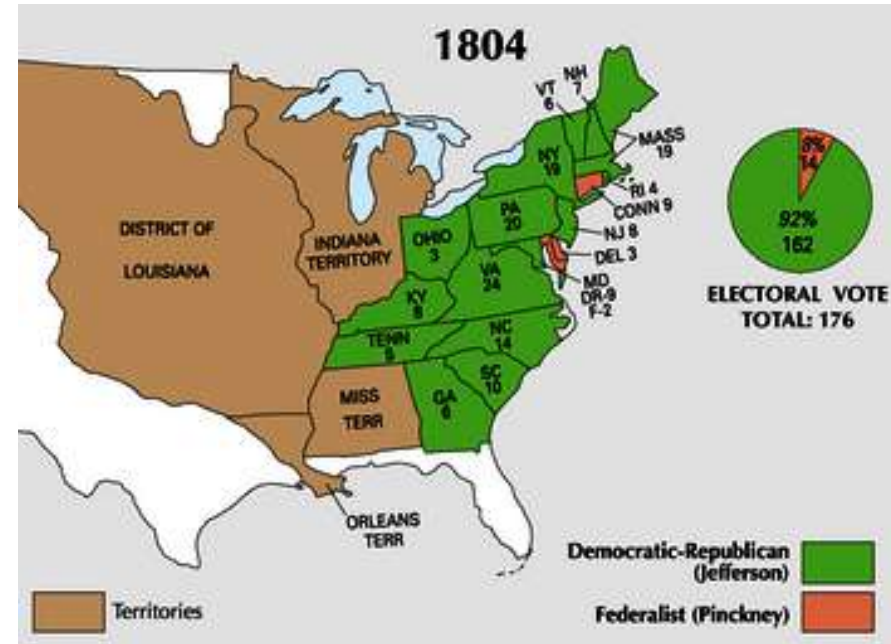 1804
VT
6
NH
7
MASS
19
NY
19
RI 4
CONN 9
PA
20
NJ 8
DEL 3
MD
DR-9
F-2
OHIO
3
VA
24
KY
8
TENN
5
NC
14
SC
10
GA
6
DISTRICT OF
LOUISIANA
INDIANA
TERRITORY
MISS
TERR
ORLEANS
TERR
8%
14
92%
162
ELECTORAL VOTE
TOTAL: 176
Territories
Democratic-Republican
(Jefferson)
Federalist (Pinckney)